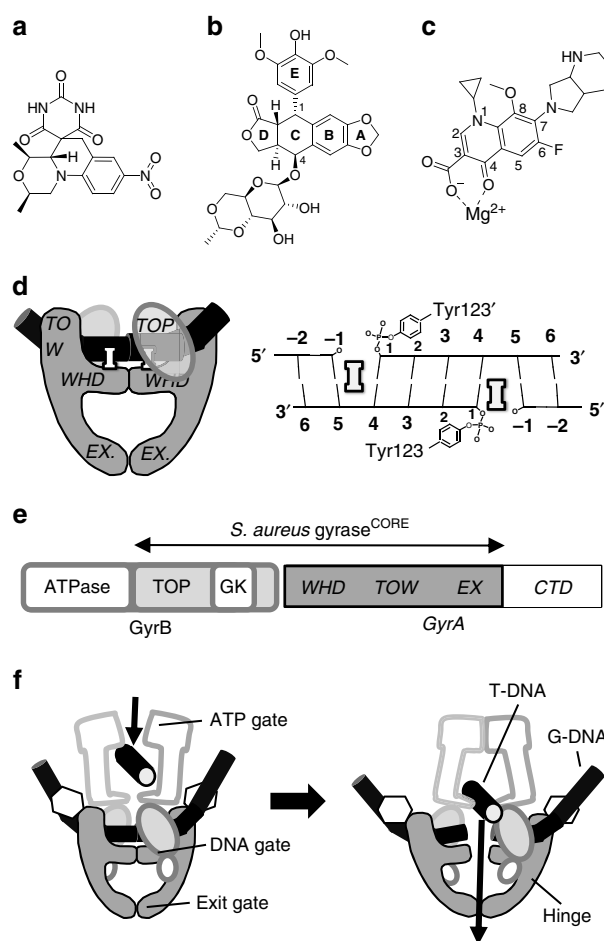 a
O
HN
NH
O
O
H
O
N
N⁺
O
O⁻
b
OH
O
O
E
1
O
D
C
B
A
O
O
O
4
O
O
O
O
OH
OH
c
HN
N
O
N
1
8
7
2
3
4
5
6
F
O
O⁻
O
Mg²⁺
d
TO
W
TOP
I
I
WHD
WHD
EX.
EX.
Tyr123′
O
P
O
O
O
–2
–1
1
2
3
4
5
6
5′
3′
I
I
3′
5′
6
5
4
3
2
1
–1
–2
O
P
O
O
O
Tyr123
e
S. aureus gyraseᶜᴼᴿᴱ
ATPase
TOP
GK
WHD
TOW
EX
CTD
GyrB
GyrA
f
ATP gate
DNA gate
Exit gate
T-DNA
G-DNA
Hinge